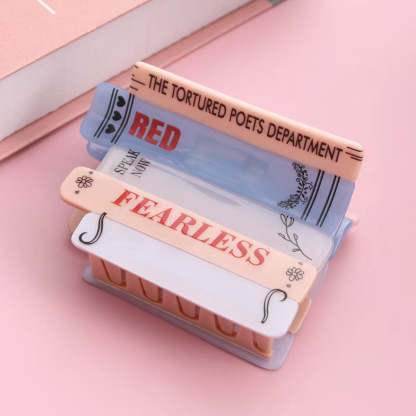 THE TORTURED POETS DEPARTMENT
RED
SPEAK
NOW
FEARLESS